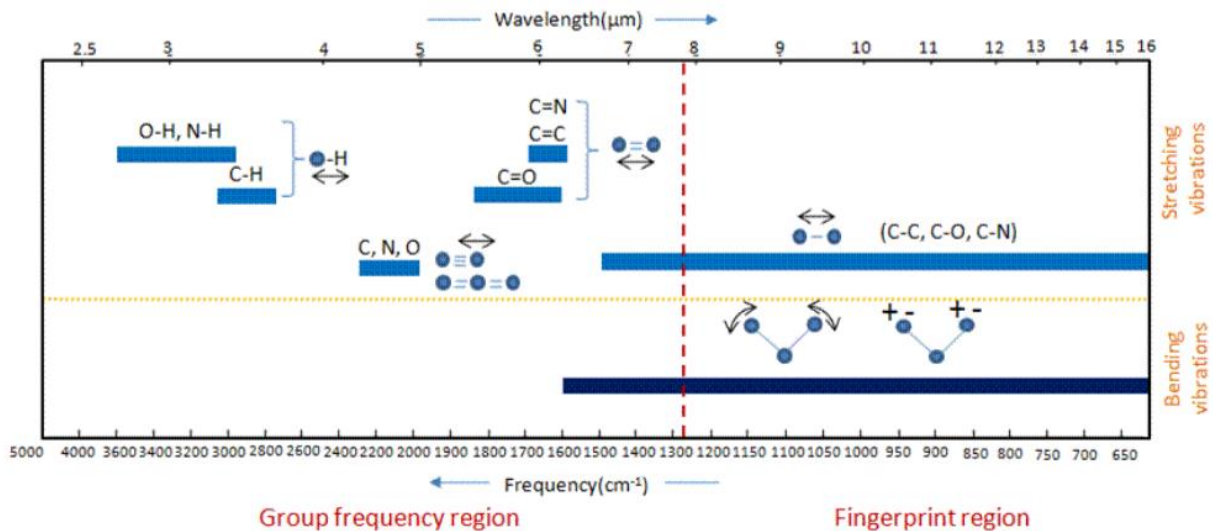 Wavelength(μm)
2.5 3 4 5 6 7 8 9 10 11 12 13 14 15 16
C=N
O-H, N-H
C=C
-H
C-H
C=O
Stretching
vibrations
C, N, O
(C-C, C-O, C-N)
+ - + -
Bending
vibrations
5000 4000 3600 3200 3000 2800 2400 2200 2000 1900 1800 1700 1600 1500 1400 1300 1200 1100 1050 1000 950 900 850 800 750 700 650
Frequency(cm⁻¹)
Group frequency region
Fingerprint region